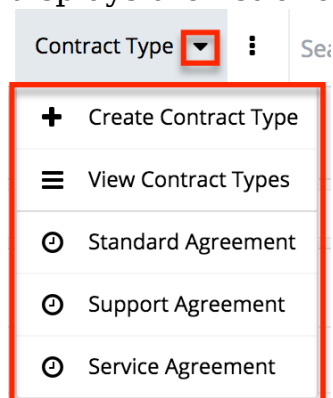 Contract Type
Sea
Create Contract Type
View Contract Types
Standard Agreement
Support Agreement
Service Agreement